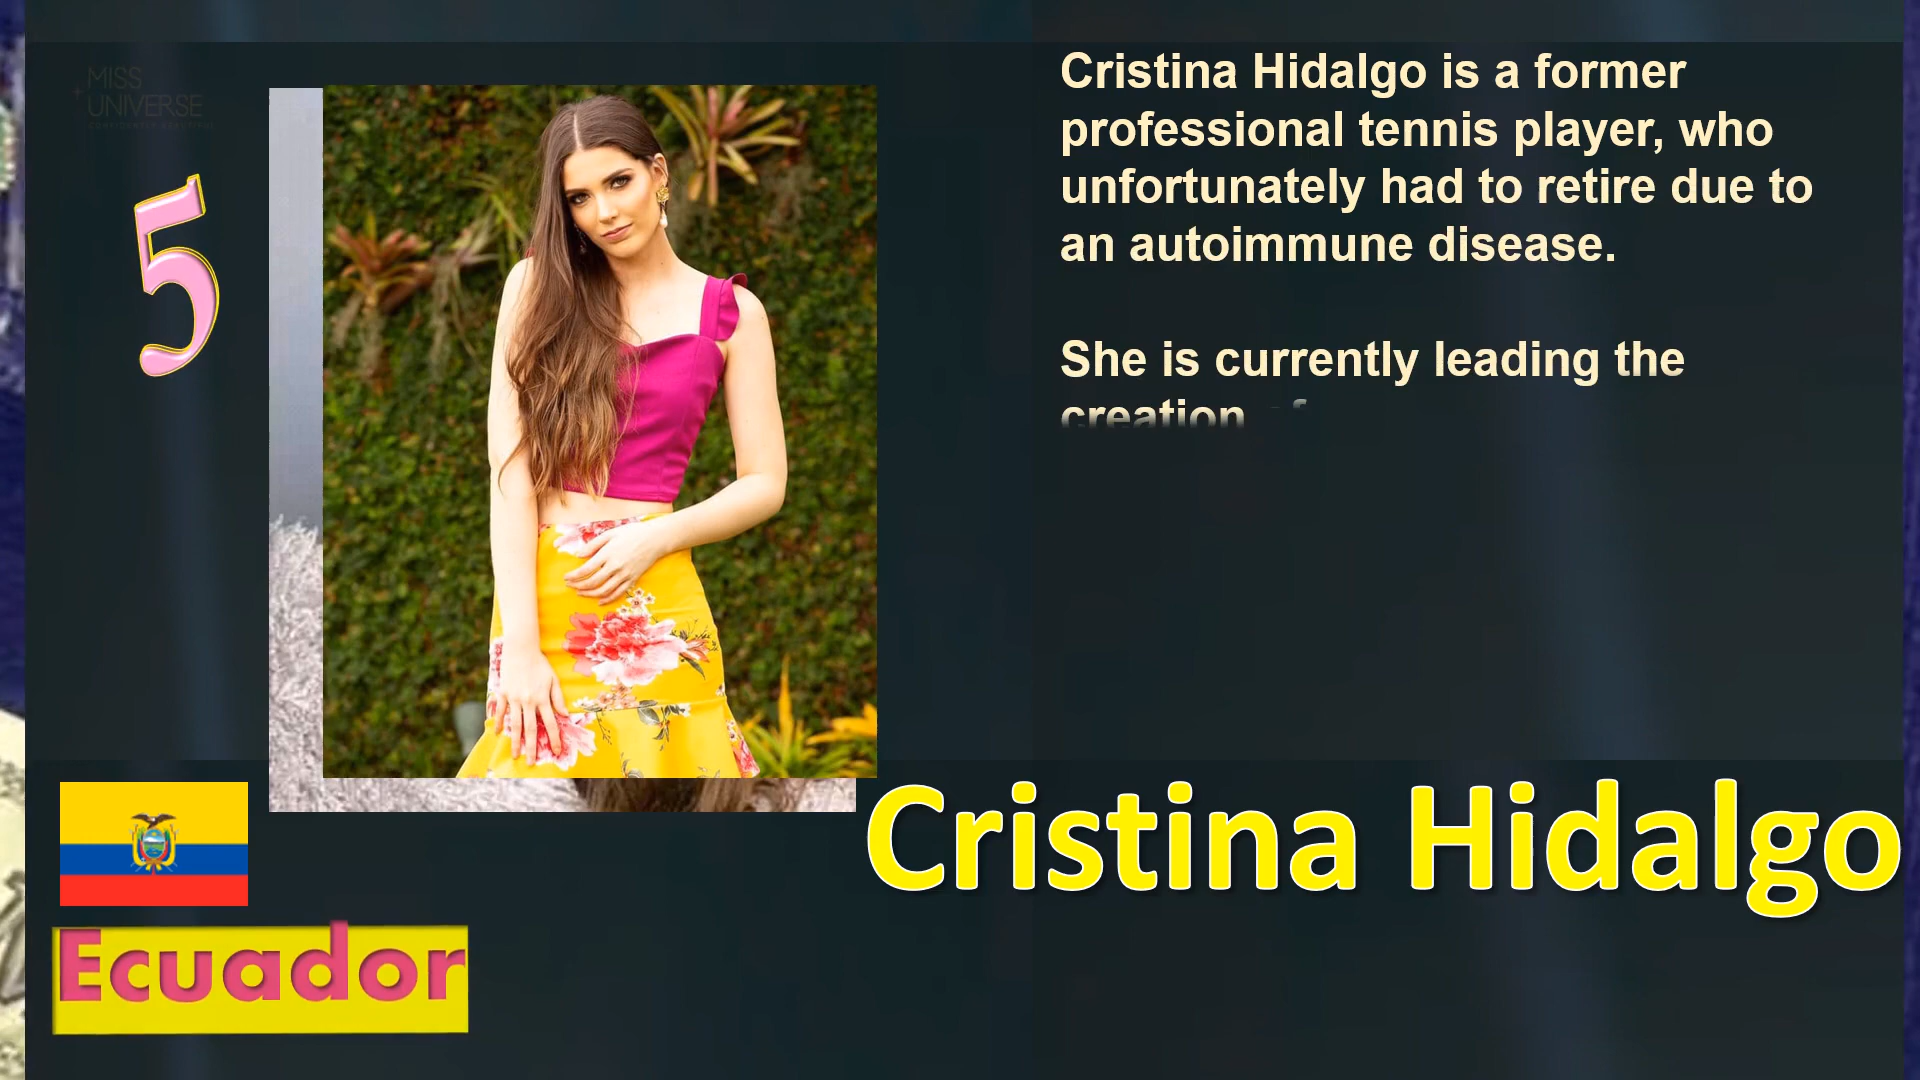 MISS
UNIVERSE
5
Cristina Hidalgo is a former
professional tennis player, who
unfortunately had to retire due to
an autoimmune disease.
She is currently leading the
creation of
Cristina Hidalgo
Ecuador